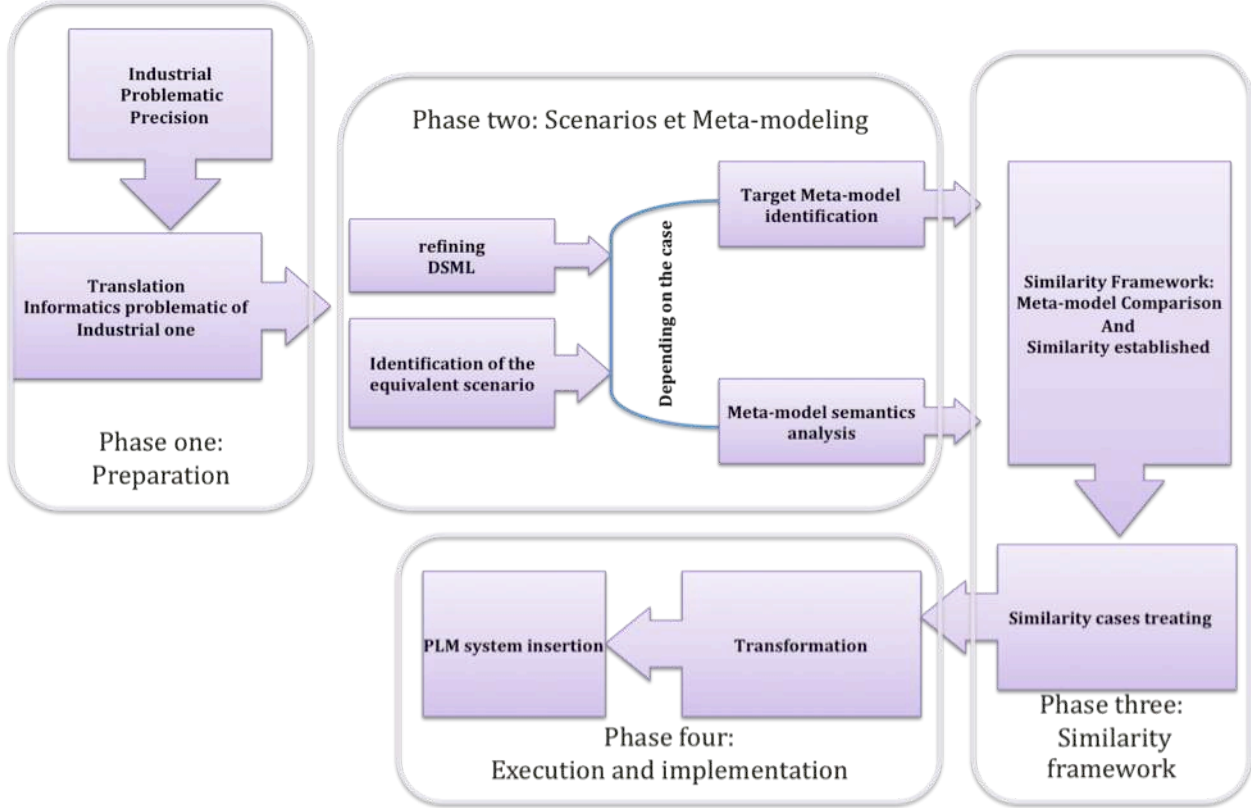 Industrial
Problematic
Precision
Translation
Informatics problematic of
Industrial one
Phase one:
Preparation
Phase two: Scenarios et Meta-modeling
refining
DSML
Identification of the
equivalent scenario
Depending on the case
Target Meta-model
identification
Meta-model semantics
analysis
Similarity Framework:
Meta-model Comparison
And
Similarity established
Similarity cases treating
Phase three:
Similarity
framework
Transformation
PLM system insertion
Phase four:
Execution and implementation